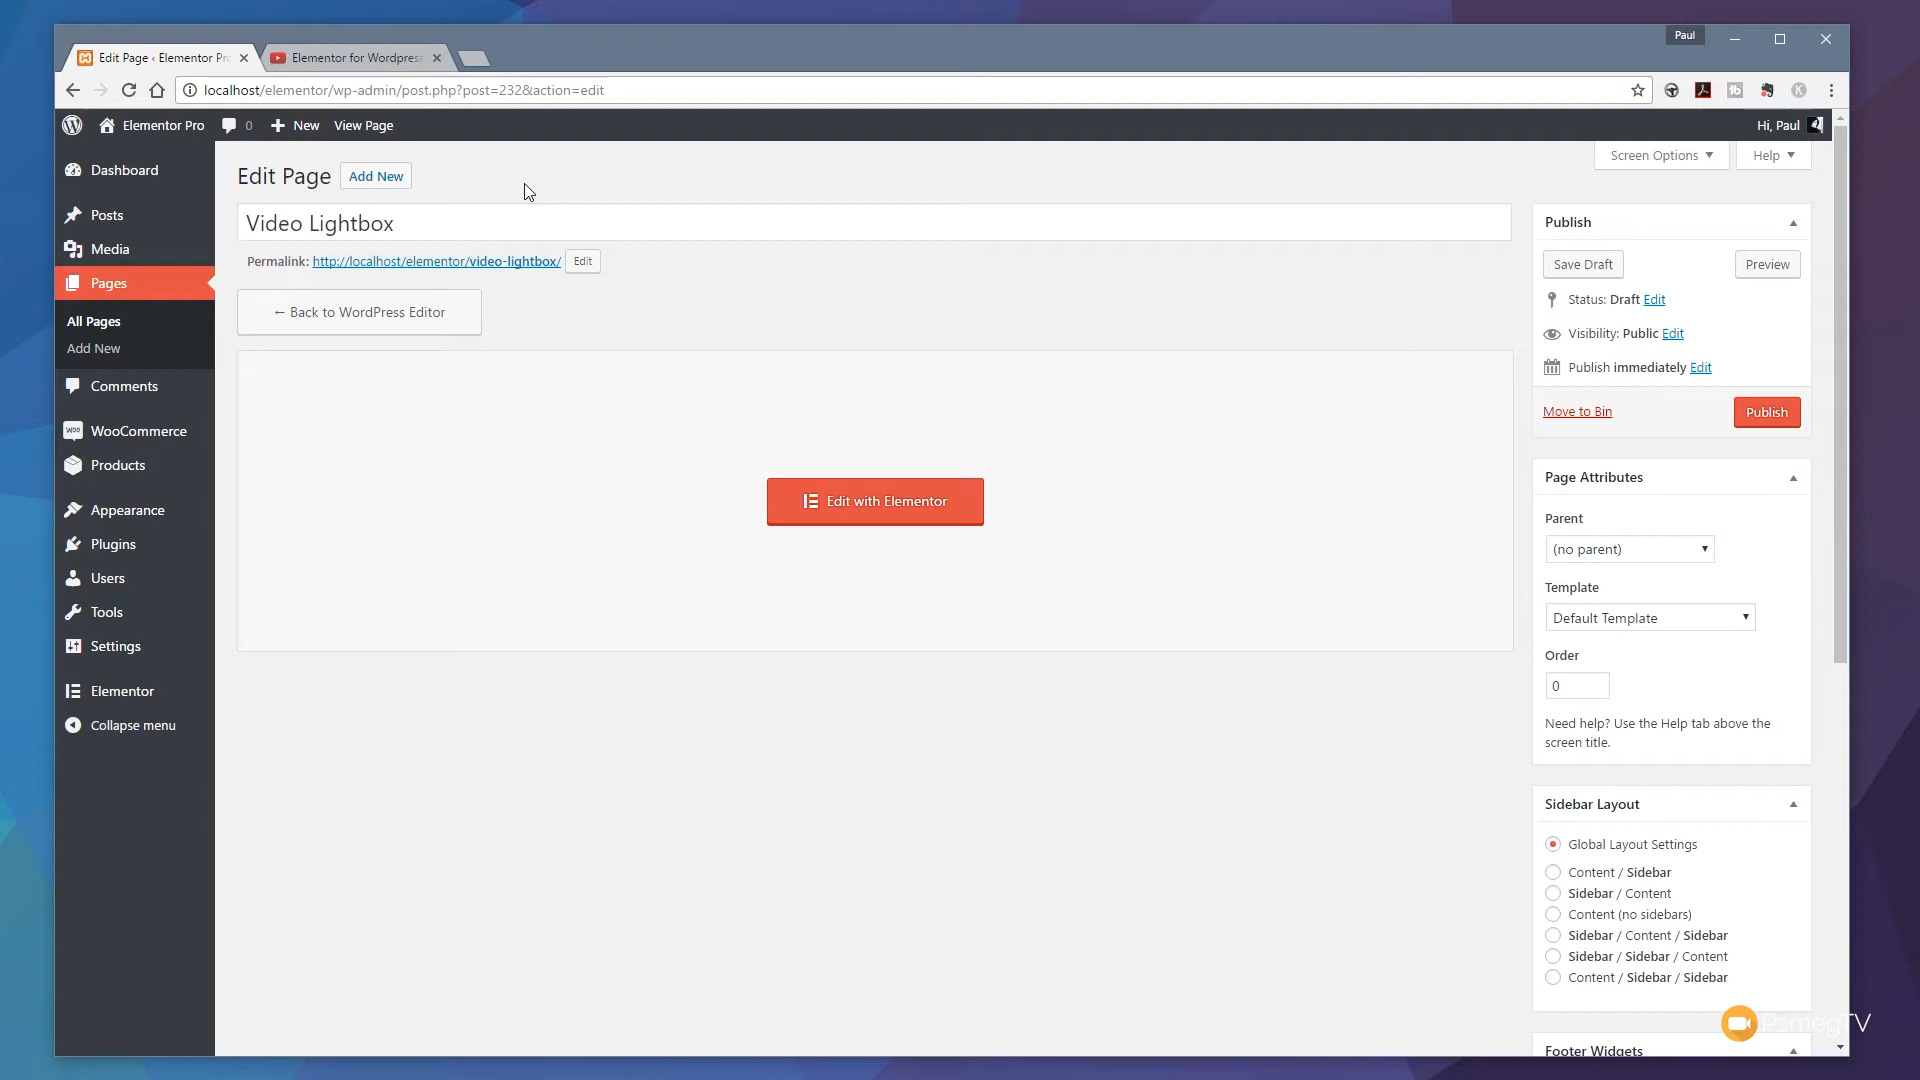 Paul
Edit Page ‹ Elementor Pro
Elementor for Wordpress
localhost/elementor/wp-admin/post.php?post=232&action=edit
Elementor Pro 0 New View Page
Hi, Paul
Screen Options Help
Dashboard
Posts
Media
Pages
All Pages
Add New
Comments
WooCommerce
Products
Appearance
Plugins
Users
Tools
Settings
Elementor
Collapse menu
Edit Page Add New
Video Lightbox
Permalink: http://localhost/elementor/video-lightbox/ Edit
← Back to WordPress Editor
Edit with Elementor
Publish
Save Draft Preview
Status: Draft Edit
Visibility: Public Edit
Publish immediately Edit
Move to Bin Publish
Page Attributes
Parent
(no parent)
Template
Default Template
Order
0
Need help? Use the Help tab above the
screen title.
Sidebar Layout
Global Layout Settings
Content / Sidebar
Sidebar / Content
Content (no sidebars)
Sidebar / Content / Sidebar
Sidebar / Sidebar / Content
Content / Sidebar / Sidebar
PsmegTV
Footer Widgets